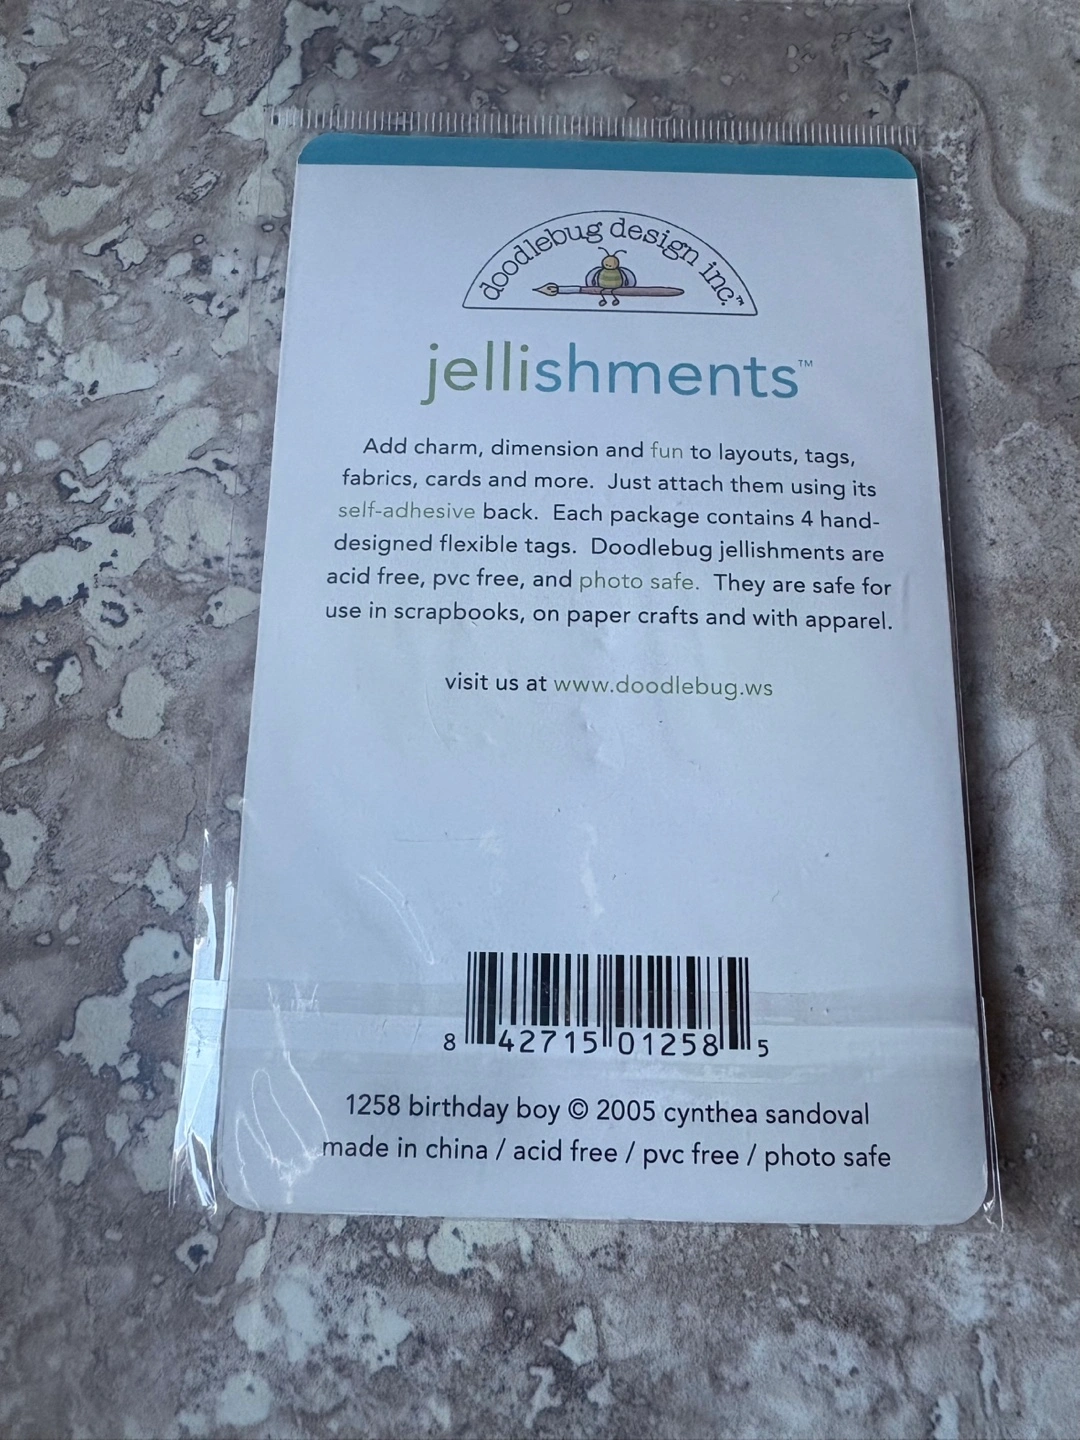 doodlebug design inc.™
jellishments™
Add charm, dimension and fun to layouts, tags,
fabrics, cards and more. Just attach them using its
self-adhesive back. Each package contains 4 hand-
designed flexible tags. Doodlebug jellishments are
acid free, pvc free, and photo safe. They are safe for
use in scrapbooks, on paper crafts and with apparel.
visit us at www.doodlebug.ws
8 42715 01258 5
1258 birthday boy © 2005 cynthea sandoval
made in china / acid free / pvc free / photo safe